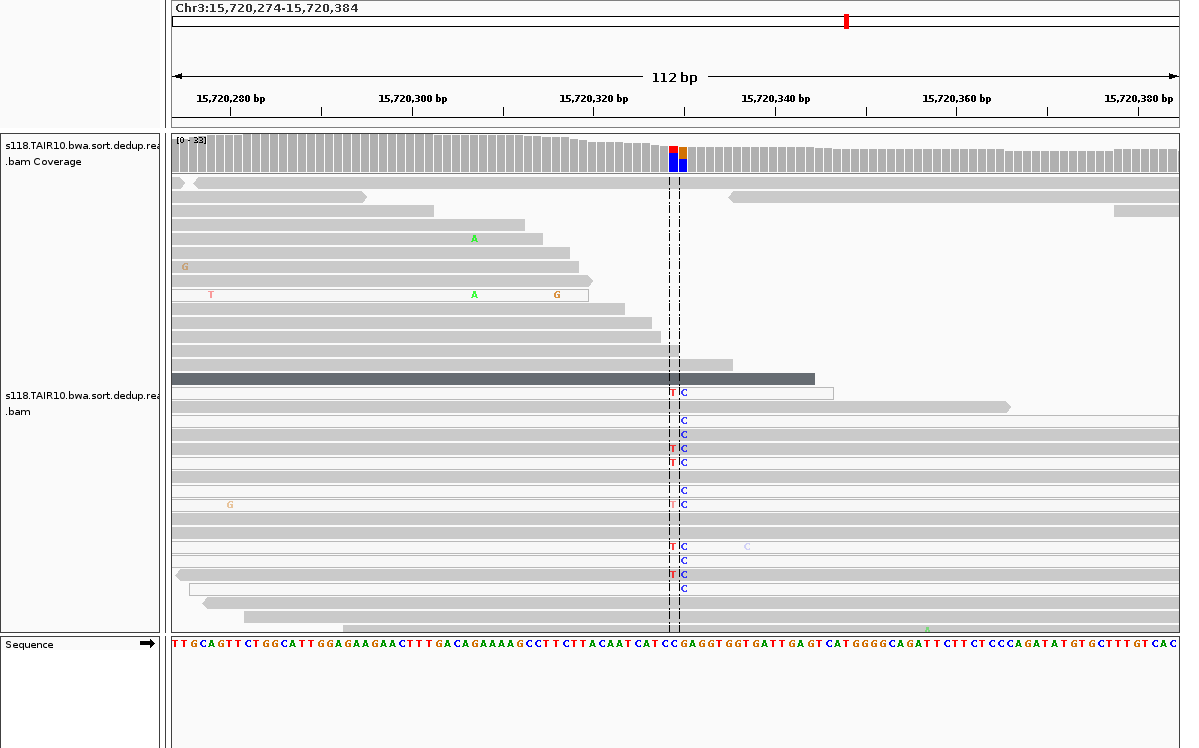 Chr3:15,720,274-15,720,384
112 bp
15,720,280 bp 15,720,300 bp 15,720,320 bp 15,720,340 bp 15,720,360 bp 15,720,380 bp
s118.TAIR10.bwa.sort.dedup.rea
.bam Coverage
[0 - 33]
A
G
T A G
T C
C
C
T C
T C
C
G T C
T C C
C
T C
C
A
s118.TAIR10.bwa.sort.dedup.rea
.bam
Sequence
TTGCAGTTCTGGCATTGGAGAAGAACTTTGACAGAAAAGCCTTCTTACAATCATCCGAGGTGGTGATTGAGTCATGGGGCAGATTCTTCTCCCAGATATGTGCTTTGTCAC